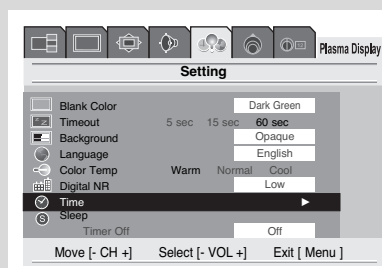 Plasma Display
Setting
Blank Color Dark Green
Timeout 5 sec 15 sec 60 sec
Background Opaque
Language English
Color Temp Warm Normal Cool
Digital NR Low
Time
Sleep
Timer Off Off
Move [- CH +] Select [- VOL +] Exit [ Menu ]